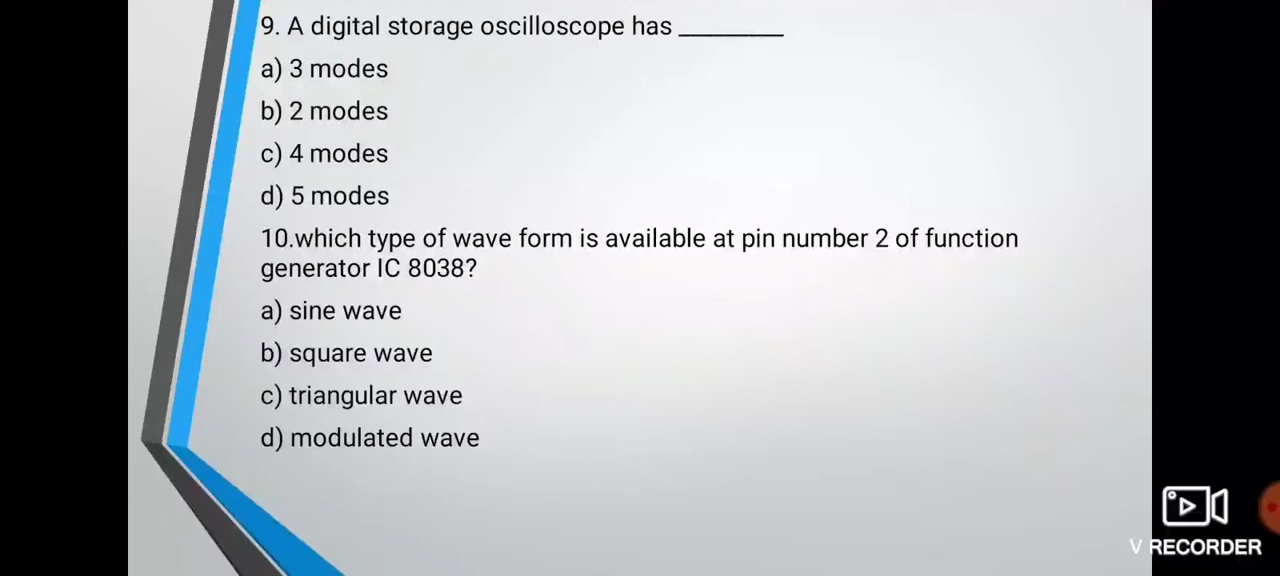 9. A digital storage oscilloscope has ________
a) 3 modes
b) 2 modes
c) 4 modes
d) 5 modes
10.which type of wave form is available at pin number 2 of function
generator IC 8038?
a) sine wave
b) square wave
c) triangular wave
d) modulated wave
V RECORDER